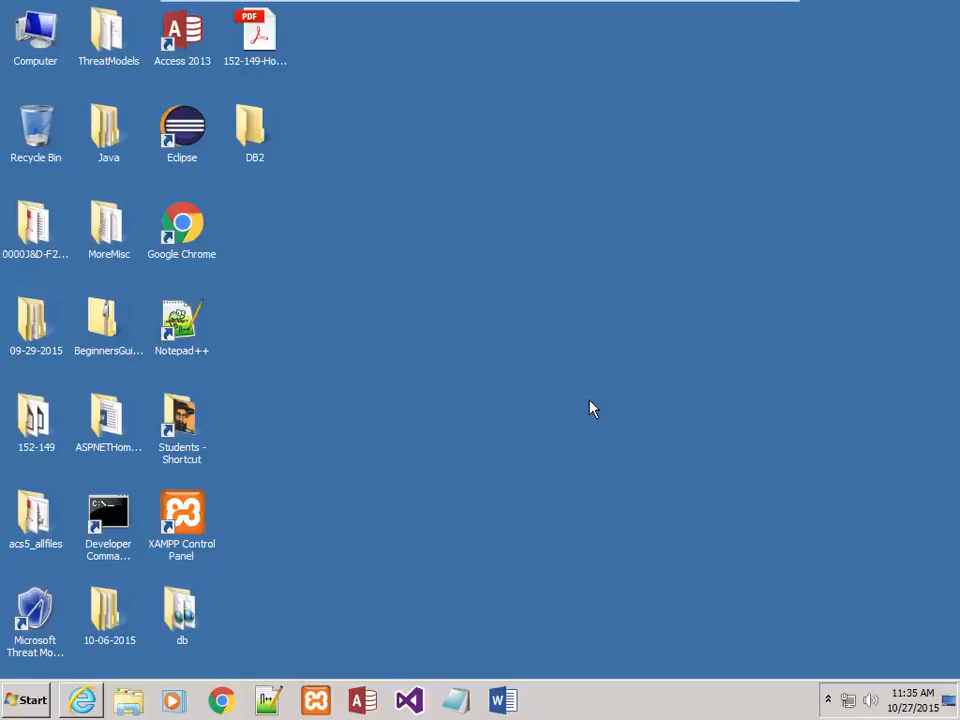 PDF
Computer
ThreatModels
Access 2013
152-149-Ho...
Recycle Bin
Java
Eclipse
DB2
0000J&D-F2...
MoreMisc
Google Chrome
09-29-2015
BeginnersGui...
Notepad++
152-149
ASPNETHom...
Students -
Shortcut
C:\_
acs5_allfiles
Developer
Comma...
XAMPP Control
Panel
Microsoft
Threat Mo...
10-06-2015
db
Start
11:35 AM
10/27/2015